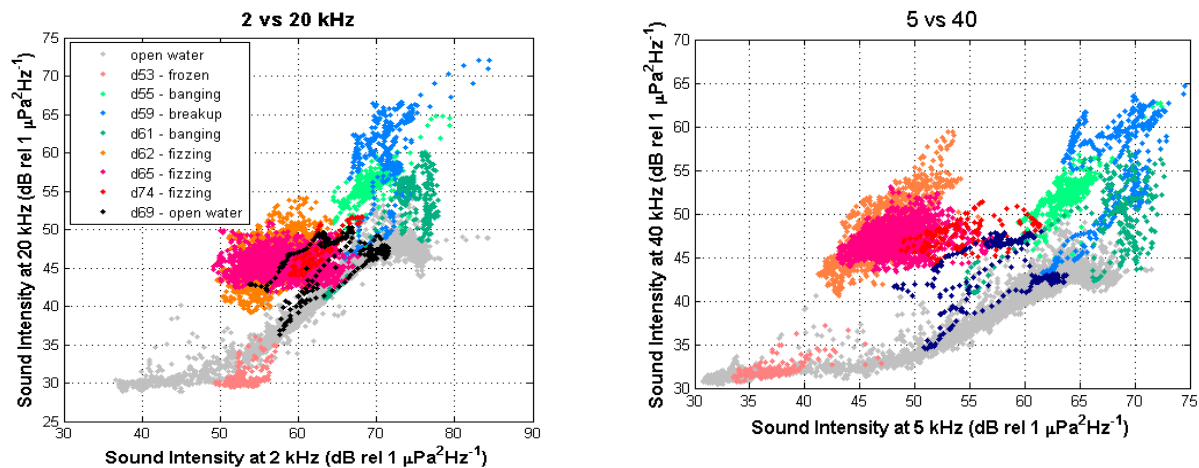 2 vs 20 kHz
75
70
65
60
55
50
45
40
35
30
25
30
40
50
60
70
80
90
Sound Intensity at 20 kHz (dB rel 1 μPa²Hz⁻¹)
Sound Intensity at 2 kHz (dB rel 1 μPa²Hz⁻¹)
open water
d53 - frozen
d55 - banging
d59 - breakup
d61 - banging
d62 - fizzing
d65 - fizzing
d74 - fizzing
d69 - open water
5 vs 40
70
65
60
55
50
45
40
35
30
30
35
40
45
50
55
60
65
70
75
Sound Intensity at 40 kHz (dB rel 1 μPa²Hz⁻¹)
Sound Intensity at 5 kHz (dB rel 1 μPa²Hz⁻¹)